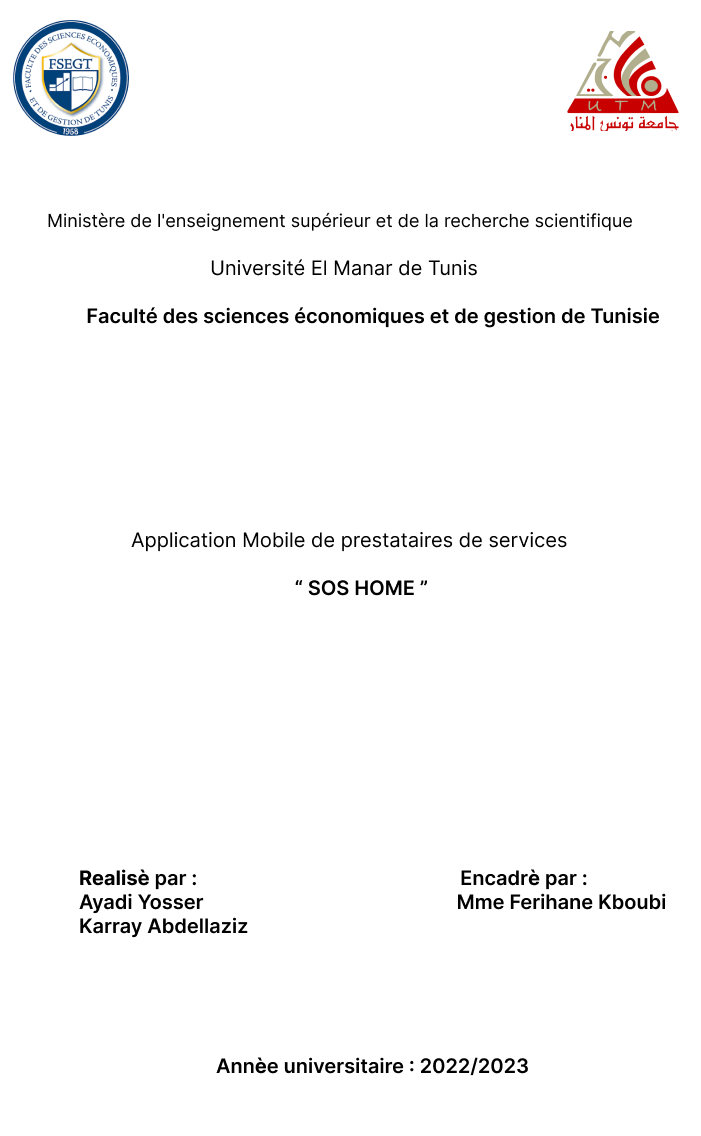 FACULTÉ DES SCIENCES ECONOMIQUES
FSEGT
ET DE GESTION DE TUNIS
1968
U T M
جامعة تونس المنار
Ministère de l'enseignement supérieur et de la recherche scientifique
Université El Manar de Tunis
Faculté des sciences économiques et de gestion de Tunisie
Application Mobile de prestataires de services
“ SOS HOME ”
Realisè par :
Ayadi Yosser
Karray Abdellaziz
Encadrè par :
Mme Ferihane Kboubi
Annèe universitaire : 2022/2023